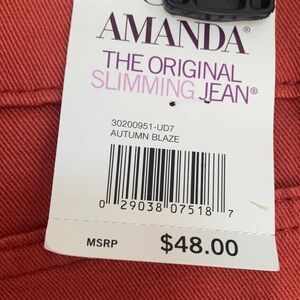 AMANDA®
THE ORIGINAL
SLIMMING JEAN®
30200951-UD7
AUTUMN BLAZE
0 29038 07518 7
MSRP $48.00